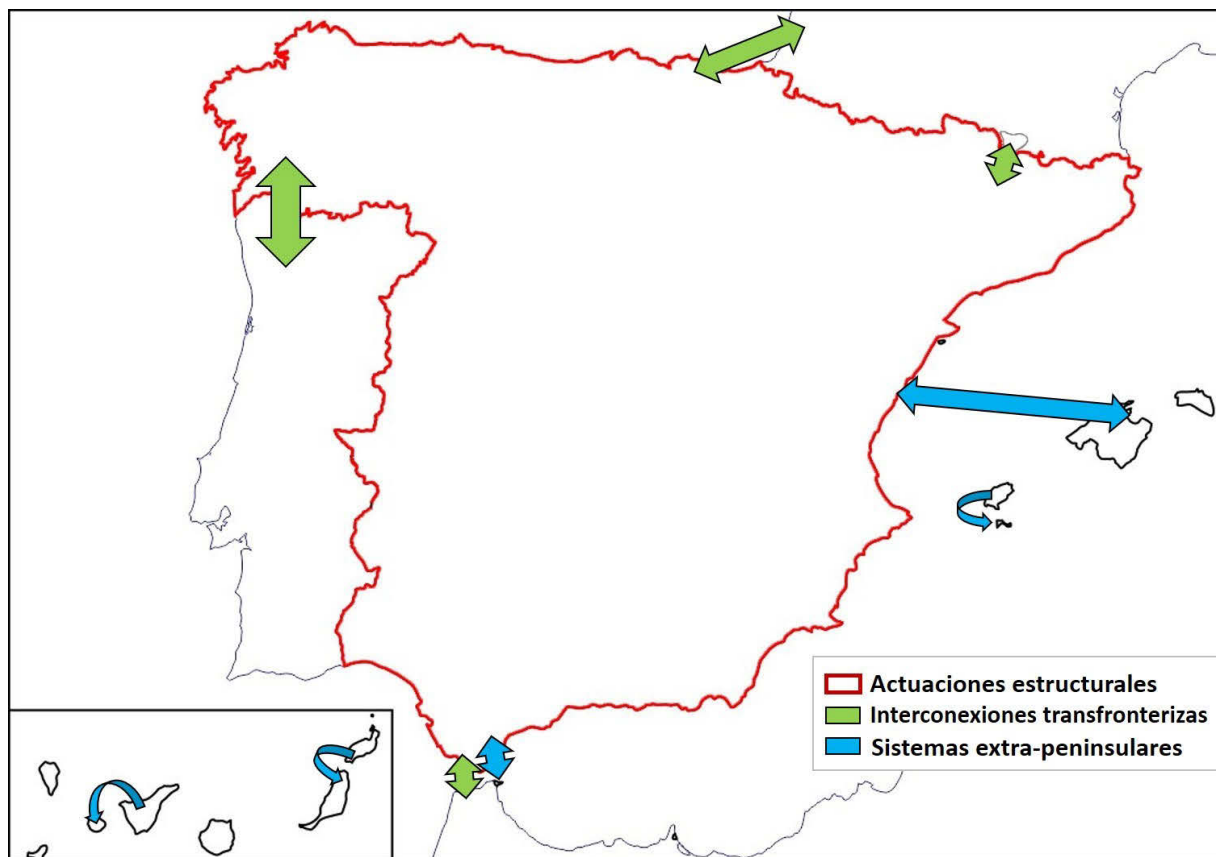 Actuaciones estructurales
Interconexiones transfronterizas
Sistemas extra-peninsulares